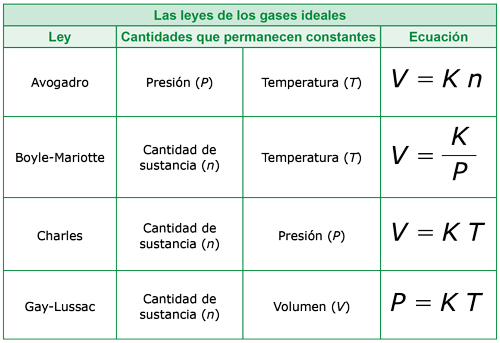 Las leyes de los gases ideales
Ley Cantidades que permanecen constantes Ecuación
Avogadro Presión (P) Temperatura (T) V = K n
Boyle-Mariotte Cantidad de sustancia (n) Temperatura (T) V = K/P
Charles Cantidad de sustancia (n) Presión (P) V = K T
Gay-Lussac Cantidad de sustancia (n) Volumen (V) P = K T